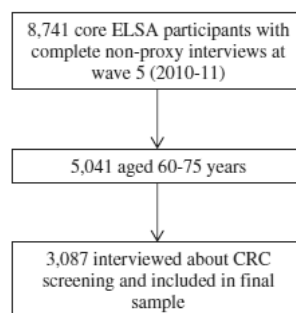 8,741 core ELSA participants with
complete non-proxy interviews at
wave 5 (2010-11)
5,041 aged 60-75 years
3,087 interviewed about CRC
screening and included in final
sample